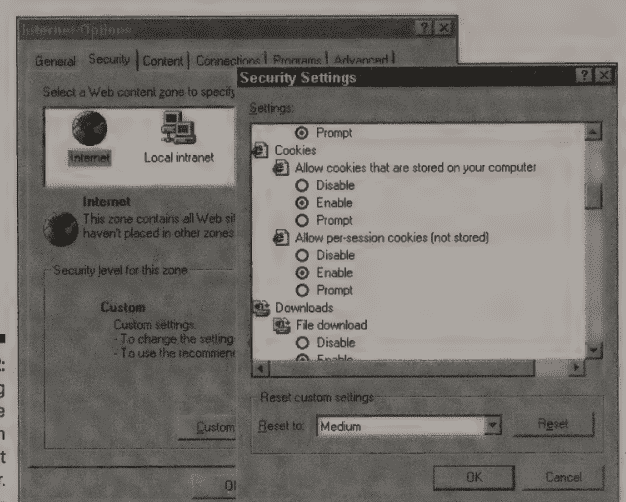 Internet Options
General Security Content Connections Programs Advanced
Select a Web content zone to specify
Internet
Local intranet
Internet
This zone contains all Web
haven't placed in other zones
Security level for this zone
Custom
Custom settings.
- To change the setting
- To use the recommen
Custom
Security Settings
Settings:
Prompt
Cookies
Allow cookies that are stored on your computer
Disable
Enable
Prompt
Allow per-session cookies (not stored)
Disable
Enable
Prompt
Downloads
File download
Disable
Enable
Reset custom settings
Reset to:
Medium
Reset
OK
Cancel